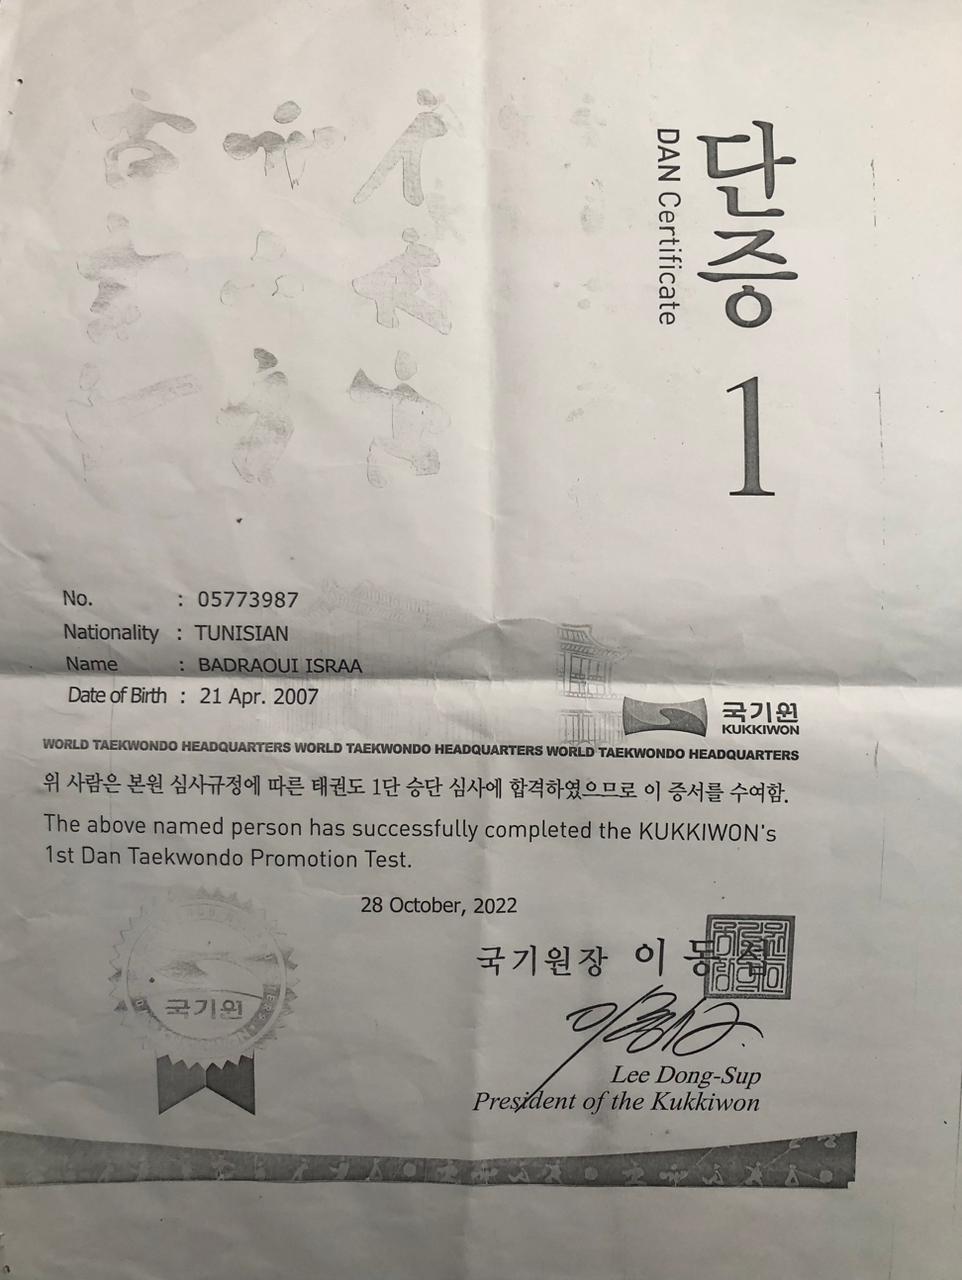 단증
DAN Certificate
1
No. : 05773987
Nationality : TUNISIAN
Name : BADRAOUI ISRAA
Date of Birth : 21 Apr. 2007
국기원
KUKKIWON
WORLD TAEKWONDO HEADQUARTERS WORLD TAEKWONDO HEADQUARTERS WORLD TAEKWONDO HEADQUARTERS
위 사람은 본원 심사규정에 따른 태권도 1단 승단 심사에 합격하였으므로 이 증서를 수여함.
The above named person has successfully completed the KUKKIWON's
1st Dan Taekwondo Promotion Test.
28 October, 2022
국기원장 이 동 섭
국기원
Lee Dong-Sup
President of the Kukkiwon